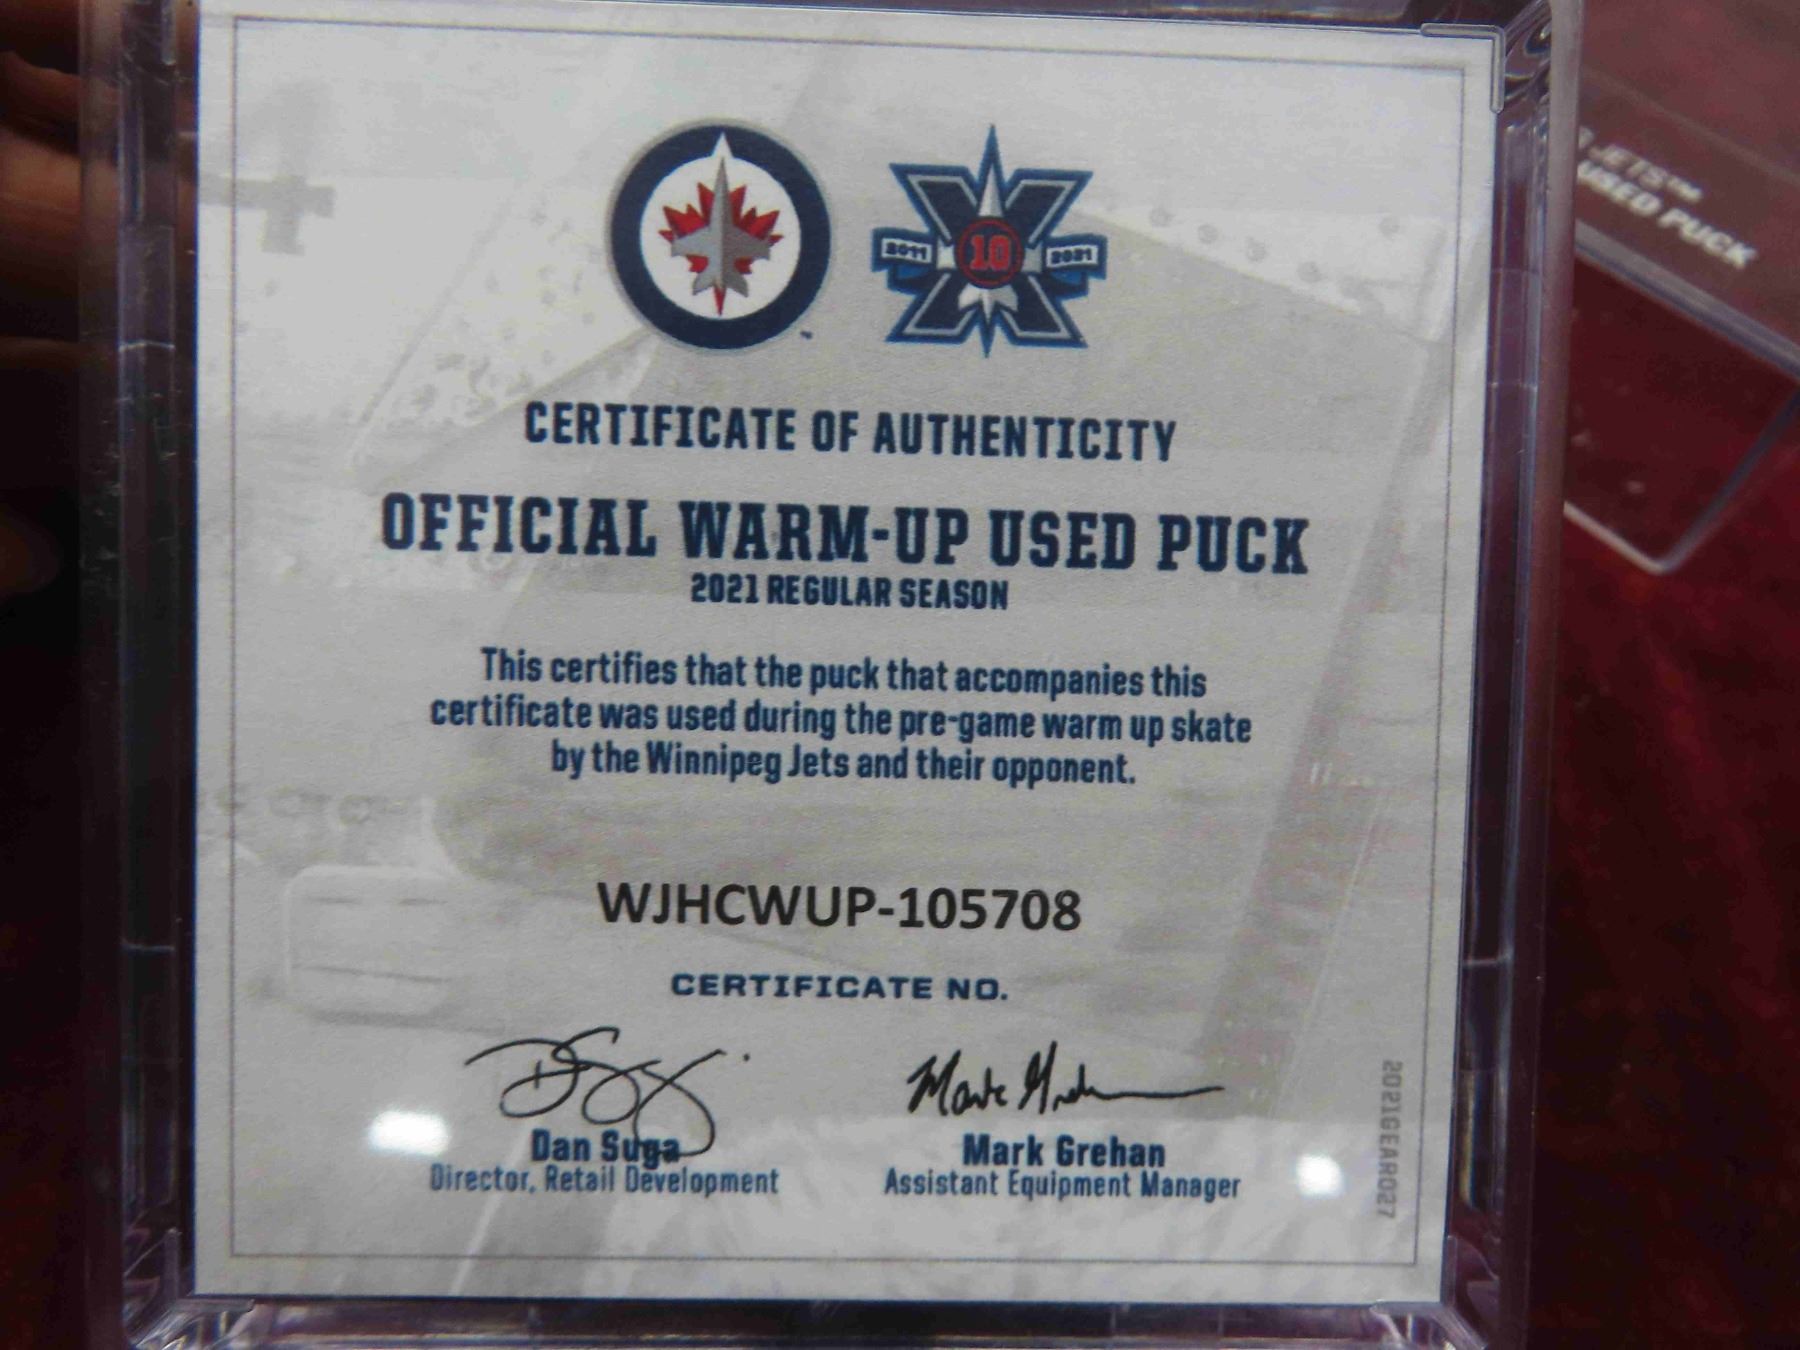 2011 10 2021
CERTIFICATE OF AUTHENTICITY
OFFICIAL WARM-UP USED PUCK
2021 REGULAR SEASON
This certifies that the puck that accompanies this
certificate was used during the pre-game warm up skate
by the Winnipeg Jets and their opponent.
WJHCWUP-105708
CERTIFICATE NO.
Dan Suga
Director, Retail Development
Mark Grehan
Assistant Equipment Manager
2021GEAR027
JETS™
USED PUCK